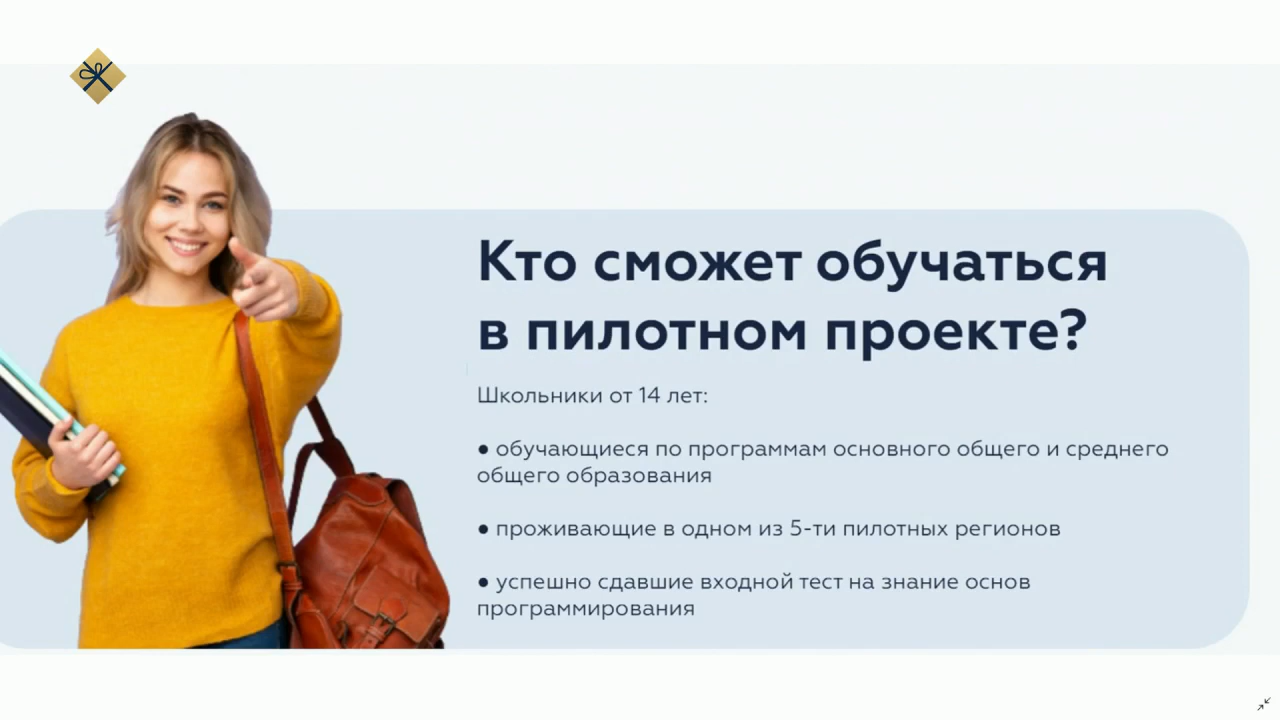 Кто сможет обучаться
в пилотном проекте?
Школьники от 14 лет:
● обучающиеся по программам основного общего и среднего
общего образования
● проживающие в одном из 5-ти пилотных регионов
● успешно сдавшие входной тест на знание основ
программирования